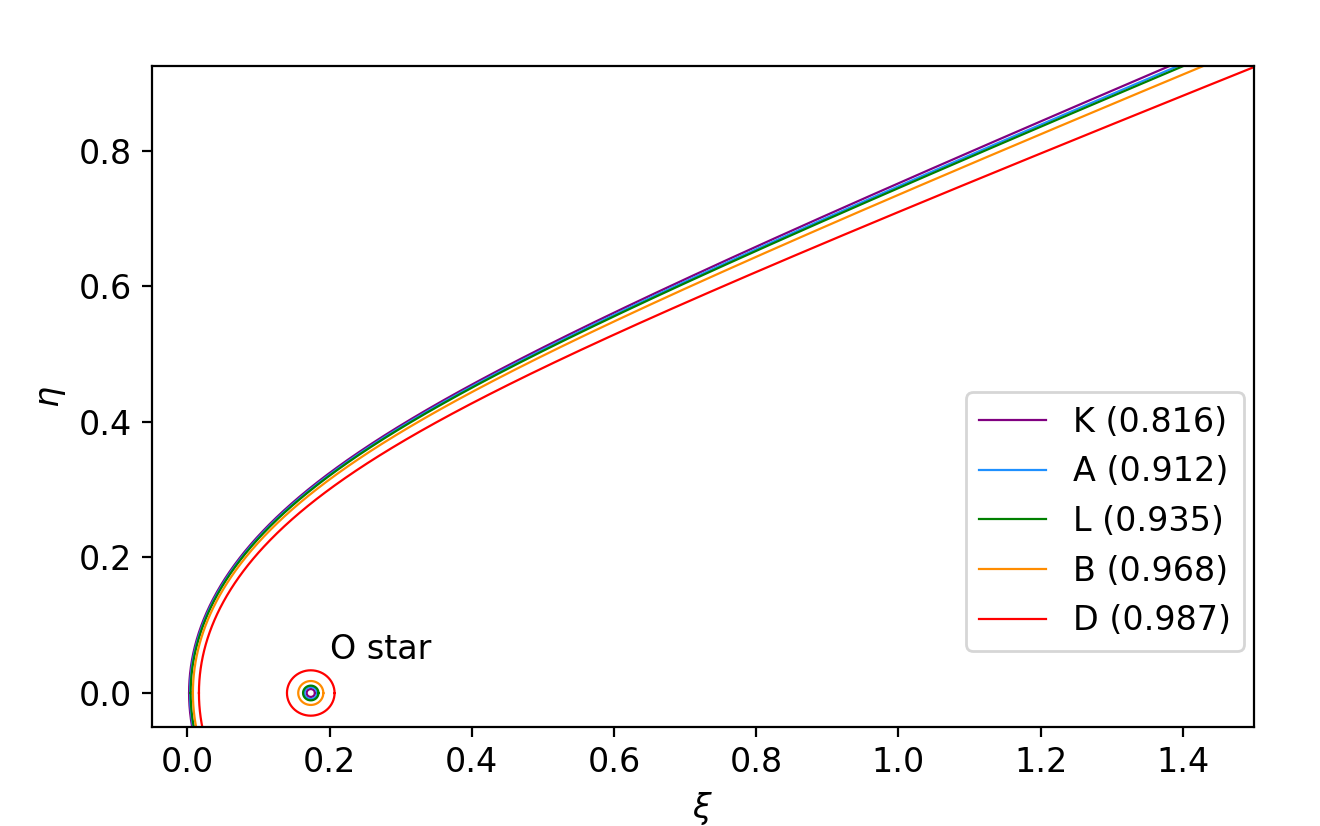 0.8
0.6
0.4
0.2
0.0
η
O star
K (0.816)
A (0.912)
L (0.935)
B (0.968)
D (0.987)
0.0 0.2 0.4 0.6 0.8 1.0 1.2 1.4
ξ